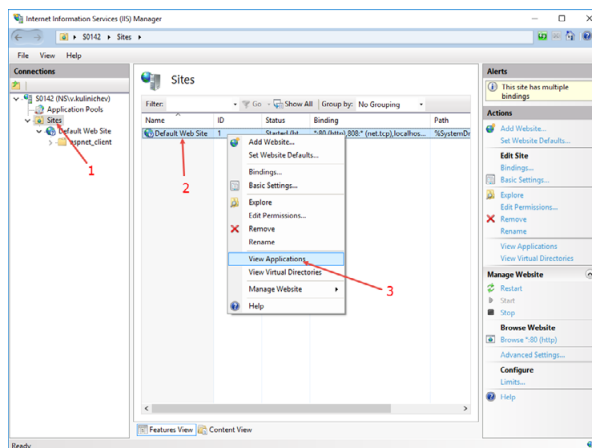 Internet Information Services (IIS) Manager
S0142 Sites
File View Help
Connections
S0142 (NS\v.kulinichev)
Application Pools
Sites
Default Web Site
aspnet_client
1
Sites
Filter: Go Show All Group by: No Grouping
Name ID Status Binding Path
Default Web Site 1 Started (ht *:80 (http),808:* (net.tcp),localhos... %SystemDr
2
Add Website...
Set Website Defaults...
Bindings...
Basic Settings...
Explore
Edit Permissions...
Remove
Rename
View Applications
View Virtual Directories
Manage Website
Help
3
Features View Content View
Alerts
This site has multiple
bindings
Actions
Add Website...
Set Website Defaults...
Edit Site
Bindings...
Basic Settings...
Explore
Edit Permissions...
Remove
Rename
View Applications
View Virtual Directories
Manage Website
Restart
Start
Stop
Browse Website
Browse *:80 (http)
Advanced Settings...
Configure
Limits...
Help
Ready